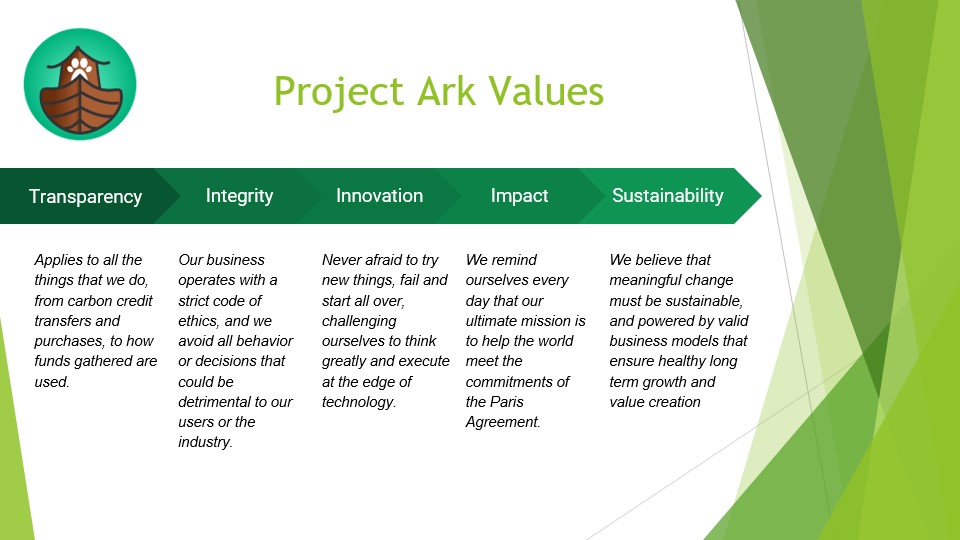 Project Ark Values
Transparency
Integrity
Innovation
Impact
Sustainability
Applies to all the
things that we do,
from carbon credit
transfers and
purchases, to how
funds gathered are
used.
Our business
operates with a
strict code of
ethics, and we
avoid all behavior
or decisions that
could be
detrimental to our
users or the
industry.
Never afraid to try
new things, fail and
start all over,
challenging
ourselves to think
greatly and execute
at the edge of
technology.
We remind
ourselves every
day that our
ultimate mission is
to help the world
meet the
commitments of
the Paris
Agreement.
We believe that
meaningful change
must be sustainable,
and powered by valid
business models that
ensure healthy long
term growth and
value creation